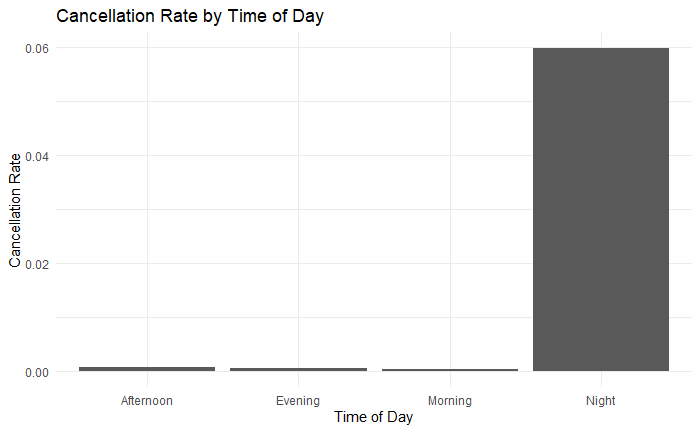 Cancellation Rate by Time of Day
0.06
0.04
0.02
0.00
Cancellation Rate
Afternoon Evening Morning Night
Time of Day